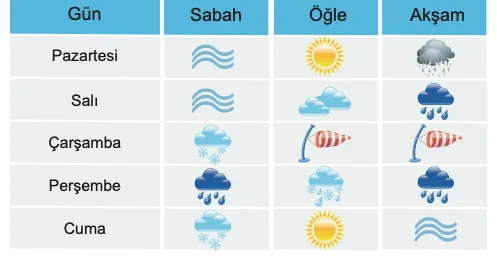 Gün Sabah Öğle Akşam
Pazartesi
Salı
Çarşamba
Perşembe
Cuma